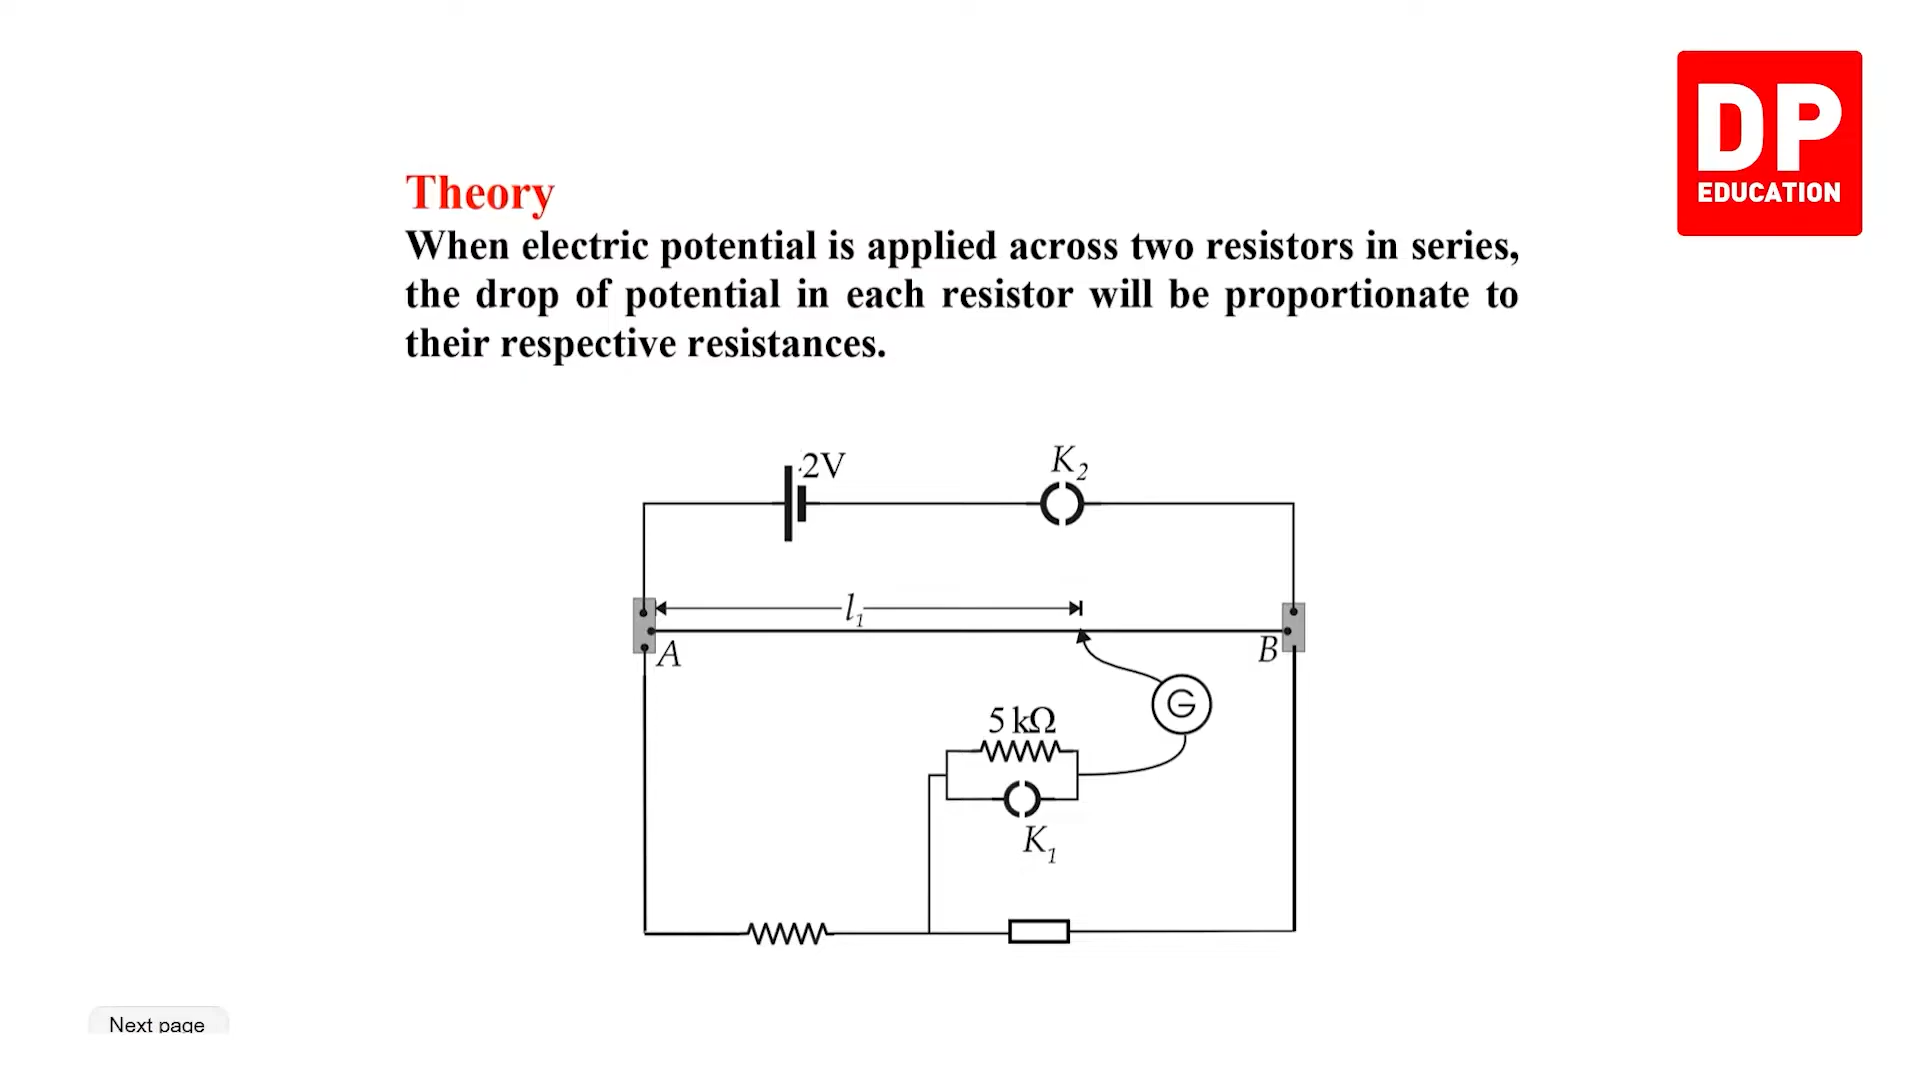 DP
EDUCATION
Theory
When electric potential is applied across two resistors in series,
the drop of potential in each resistor will be proportionate to
their respective resistances.
2V
K₂
l₁
A
B
G
5 kΩ
K₁
Next page